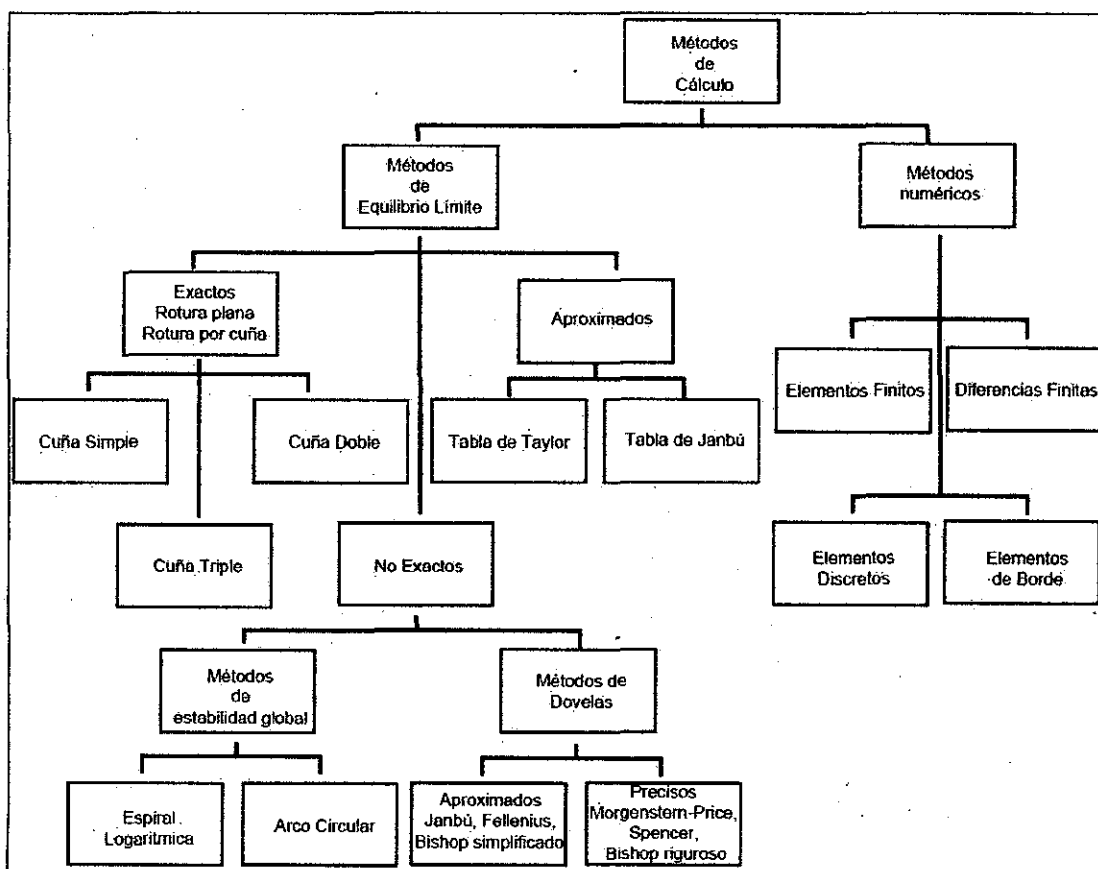 Métodos
de
Cálculo
Métodos
de
Equilibrio Límite
Métodos
numéricos
Exactos
Rotura plana
Rotura por cuña
Aproximados
Elementos Finitos
Diferencias Finitas
Cuña Simple
Cuña Doble
Tabla de Taylor
Tabla de Janbú
Cuña Triple
No Exactos
Elementos
Discretos
Elementos
de Borde
Métodos
de
estabilidad global
Métodos de
Dovelas
Espiral
Logaritmica
Arco Circular
Aproximados
Janbú, Fellenius,
Bishop simplificado
Precisos
Morgenstern-Price,
Spencer,
Bishop riguroso